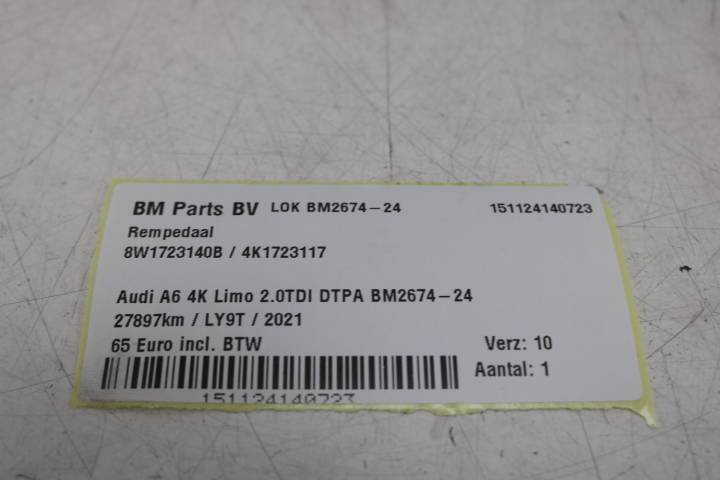 BM Parts BV LOK BM2674-24 151124140723
Rempedaal
8W1723140B / 4K1723117
Audi A6 4K Limo 2.0TDI DTPA BM2674-24
27897km / LY9T / 2021
65 Euro incl. BTW Verz: 10
Aantal: 1
151124140723